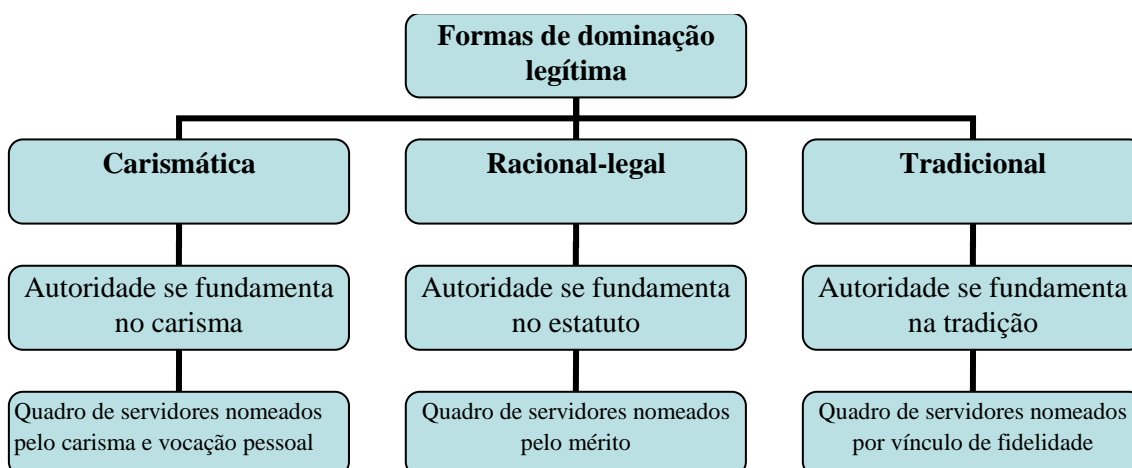 Formas de dominação
legítima
Carismática
Racional-legal
Tradicional
Autoridade se fundamenta
no carisma
Autoridade se fundamenta
no estatuto
Autoridade se fundamenta
na tradição
Quadro de servidores nomeados
pelo carisma e vocação pessoal
Quadro de servidores nomeados
pelo mérito
Quadro de servidores nomeados
por vínculo de fidelidade